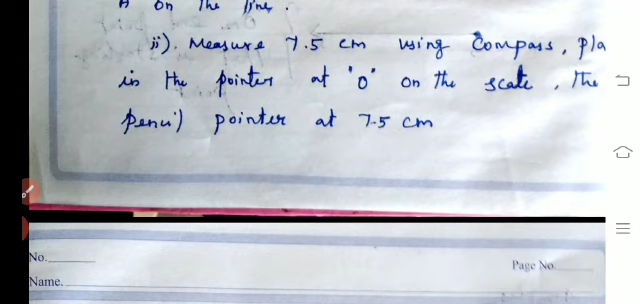 A on the line.
ii). Measure 7.5 cm using Compass, pla
in the pointer at "0" on the scale, the
pencil pointer at 7.5 cm
No.
Page No.
Name.